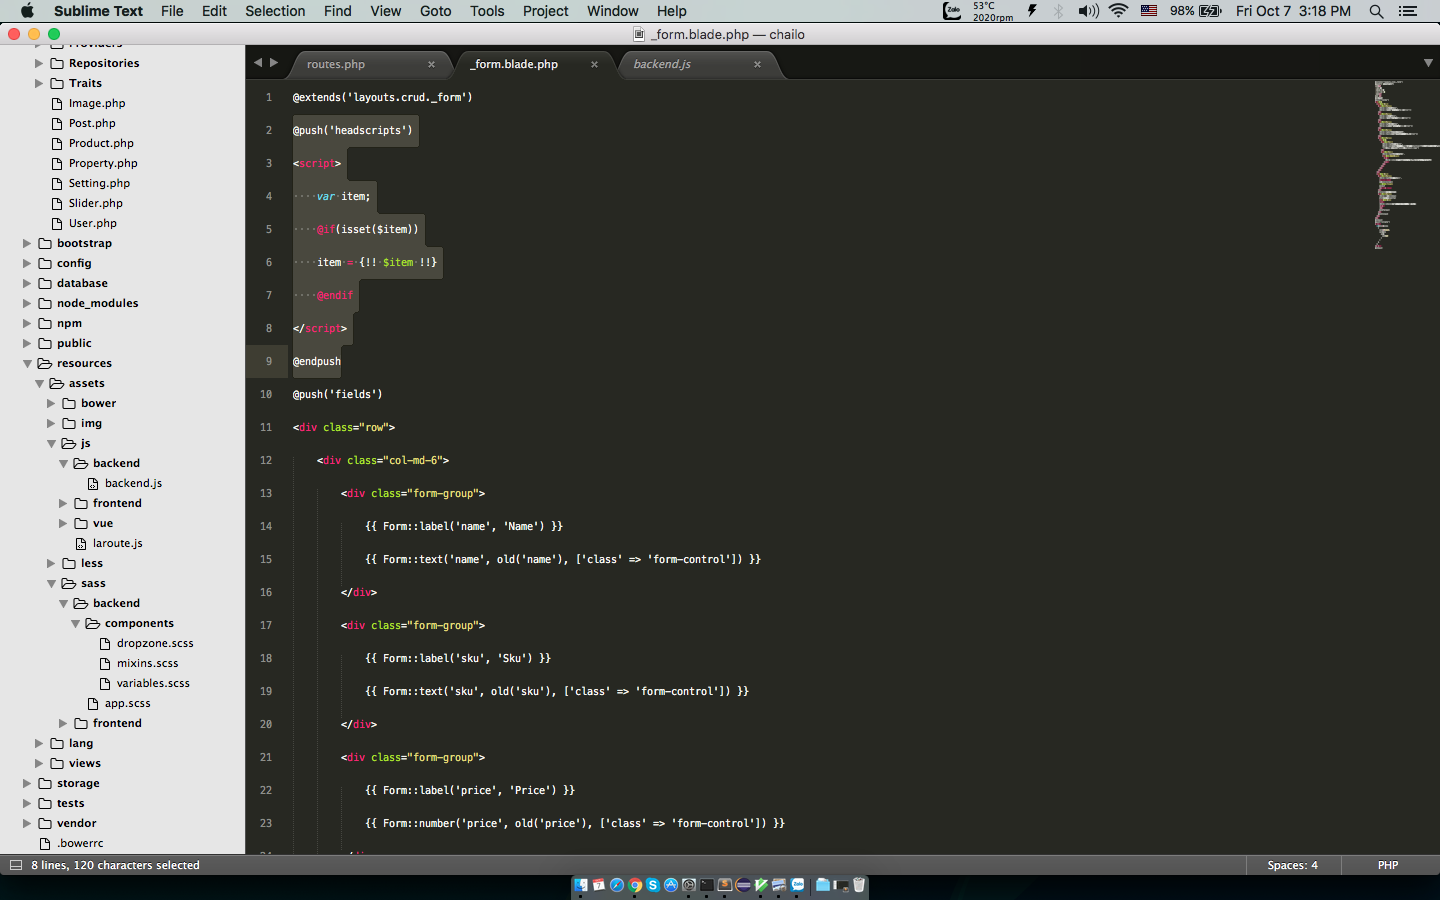 Sublime Text File Edit Selection Find View Goto Tools Project Window Help Zalo 53°C 2020rpm 98% Fri Oct 7 3:18 PM
_form.blade.php — chailo
Providers
Repositories
Traits
Image.php
Post.php
Product.php
Property.php
Setting.php
Slider.php
User.php
bootstrap
config
database
node_modules
npm
public
resources
assets
bower
img
js
backend
backend.js
frontend
vue
laroute.js
less
sass
backend
components
dropzone.scss
mixins.scss
variables.scss
app.scss
frontend
lang
views
storage
tests
vendor
.bowerrc
routes.php × _form.blade.php × backend.js ×
1 @extends('layouts.crud._form')
2 @push('headscripts')
3 <script>
4 ····var·item;
5 ····@if(isset($item))
6 ····item·=·{!!·$item·!!}
7 ····@endif
8 </script>
9 @endpush
10 @push('fields')
11 <div class="row">
12 <div class="col-md-6">
13 <div class="form-group">
14 {{ Form::label('name', 'Name') }}
15 {{ Form::text('name', old('name'), ['class' => 'form-control']) }}
16 </div>
17 <div class="form-group">
18 {{ Form::label('sku', 'Sku') }}
19 {{ Form::text('sku', old('sku'), ['class' => 'form-control']) }}
20 </div>
21 <div class="form-group">
22 {{ Form::label('price', 'Price') }}
23 {{ Form::number('price', old('price'), ['class' => 'form-control']) }}
8 lines, 120 characters selected Spaces: 4 PHP